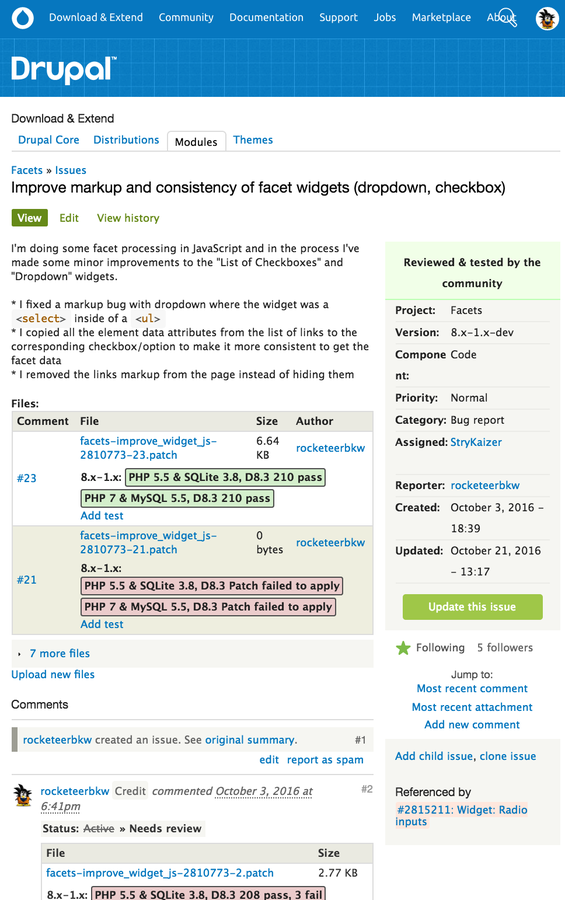 Download & Extend Community Documentation Support Jobs Marketplace About
Drupal™
Download & Extend
Drupal Core Distributions Modules Themes
Facets » Issues
Improve markup and consistency of facet widgets (dropdown, checkbox)
View Edit View history
I'm doing some facet processing in JavaScript and in the process I've
made some minor improvements to the "List of Checkboxes" and
"Dropdown" widgets.
* I fixed a markup bug with dropdown where the widget was a
<select> inside of a <ul>
* I copied all the element data attributes from the list of links to the
corresponding checkbox/option to make it more consistent to get the
facet data
* I removed the links markup from the page instead of hiding them
Files:
Comment File Size Author
#23
facets-improve_widget_js-
2810773-23.patch
6.64
KB
rocketeerbkw
8.x-1.x: PHP 5.5 & SQLite 3.8, D8.3 210 pass
PHP 7 & MySQL 5.5, D8.3 210 pass
Add test
#21
facets-improve_widget_js-
2810773-21.patch
0
bytes
rocketeerbkw
8.x-1.x:
PHP 5.5 & SQLite 3.8, D8.3 Patch failed to apply
PHP 7 & MySQL 5.5, D8.3 Patch failed to apply
Add test
7 more files
Upload new files
Comments
rocketeerbkw created an issue. See original summary. #1
edit report as spam
rocketeerbkw Credit commented October 3, 2016 at #2
6:41pm
Status: Active » Needs review
File Size
facets-improve_widget_js-2810773-2.patch 2.77 KB
8.x-1.x: PHP 5.5 & SQLite 3.8, D8.3 208 pass, 3 fail
Reviewed & tested by the
community
Project: Facets
Version: 8.x-1.x-dev
Compone Code
nt:
Priority: Normal
Category: Bug report
Assigned: StryKaizer
Reporter: rocketeerbkw
Created: October 3, 2016 -
18:39
Updated: October 21, 2016
- 13:17
Update this issue
Following 5 followers
Jump to:
Most recent comment
Most recent attachment
Add new comment
Add child issue, clone issue
Referenced by
#2815211: Widget: Radio
inputs